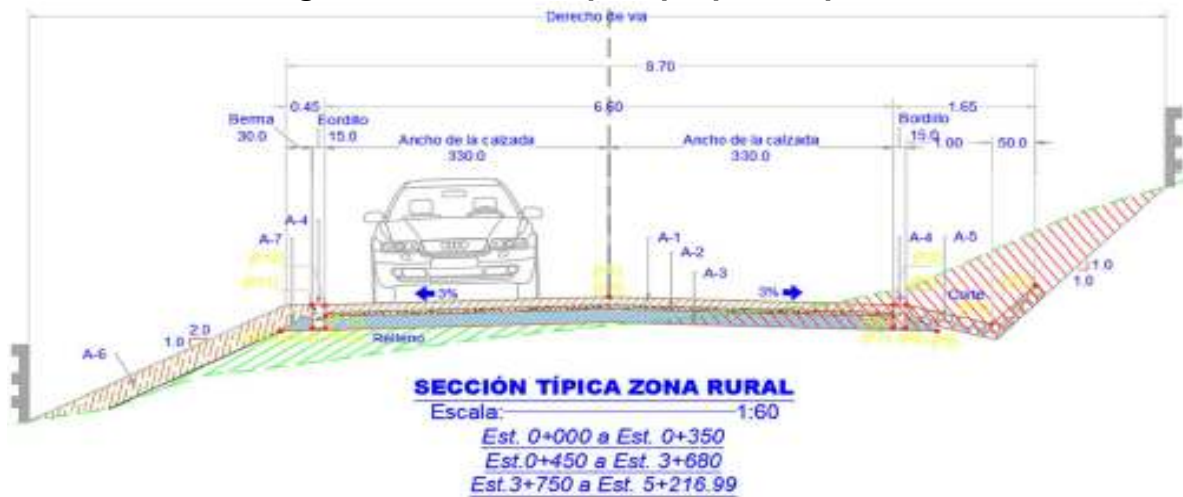 Derecho de via
8.70
0.45 6.60 1.65
Berma Bordillo Bordillo
30.0 15.0 Ancho de la calzada Ancho de la calzada 15.0 1.00 50.0
330.0 330.0
A-4
A-7 A-1 A-4 A-5
A-2
A-3
3% 3%
Corte
1.0
1.0
2.0
1.0
Relleno
A-6
SECCIÓN TÍPICA ZONA RURAL
Escala: 1:60
Est. 0+000 a Est. 0+350
Est.0+450 a Est. 3+680
Est.3+750 a Est. 5+216.99